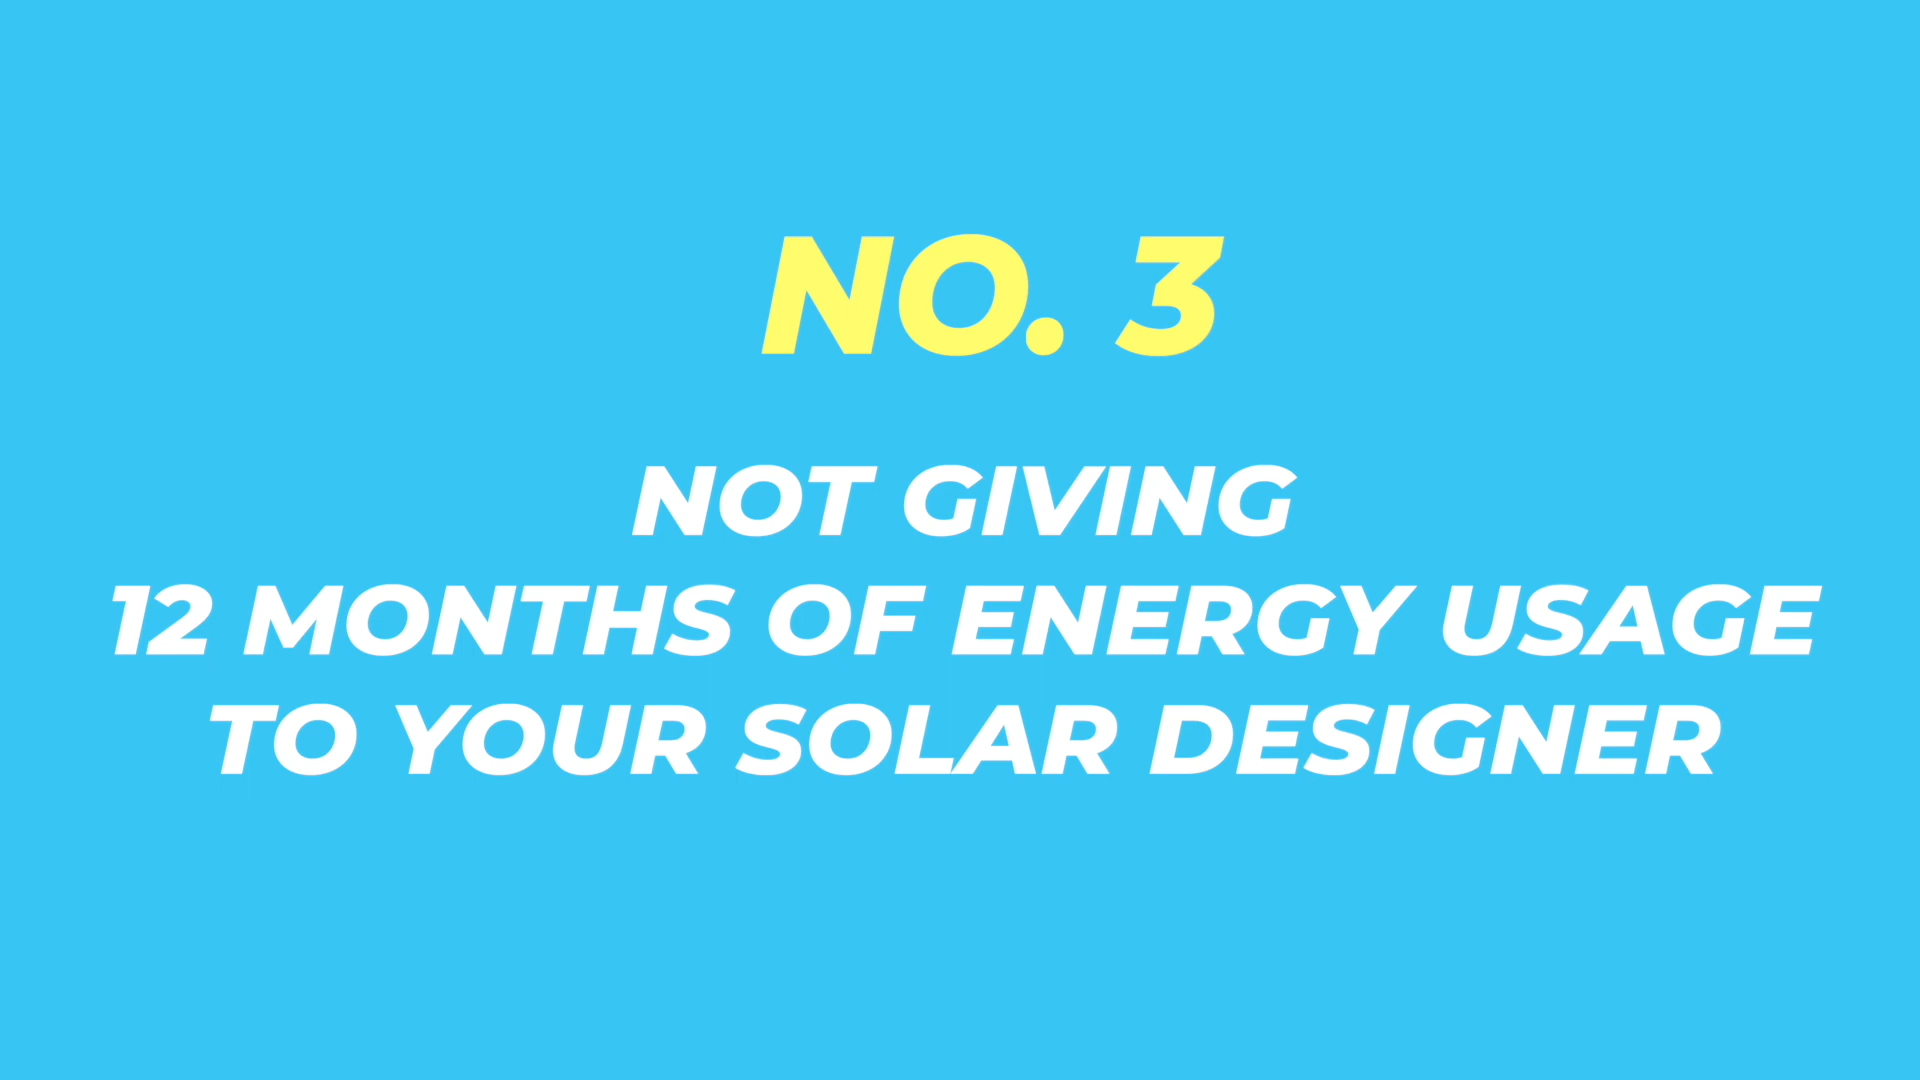 NO. 3
NOT GIVING
12 MONTHS OF ENERGY USAGE
TO YOUR SOLAR DESIGNER